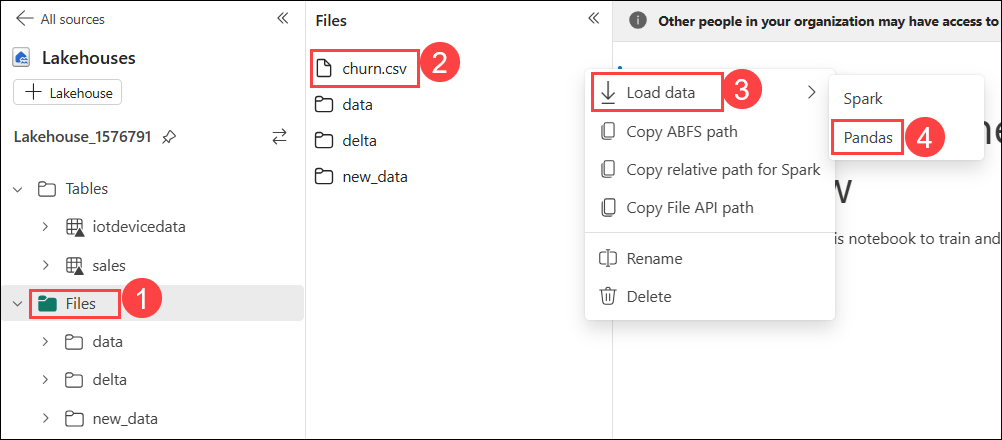 All sources
Lakehouses
Lakehouse
Lakehouse_1576791
Tables
iotdevicedata
sales
Files
1
data
delta
new_data
Files
churn.csv
2
data
delta
new_data
Other people in your organization may have access to
Load data
3
Copy ABFS path
Copy relative path for Spark
Copy File API path
Rename
Delete
Spark
Pandas
4
ne
w
is notebook to train and